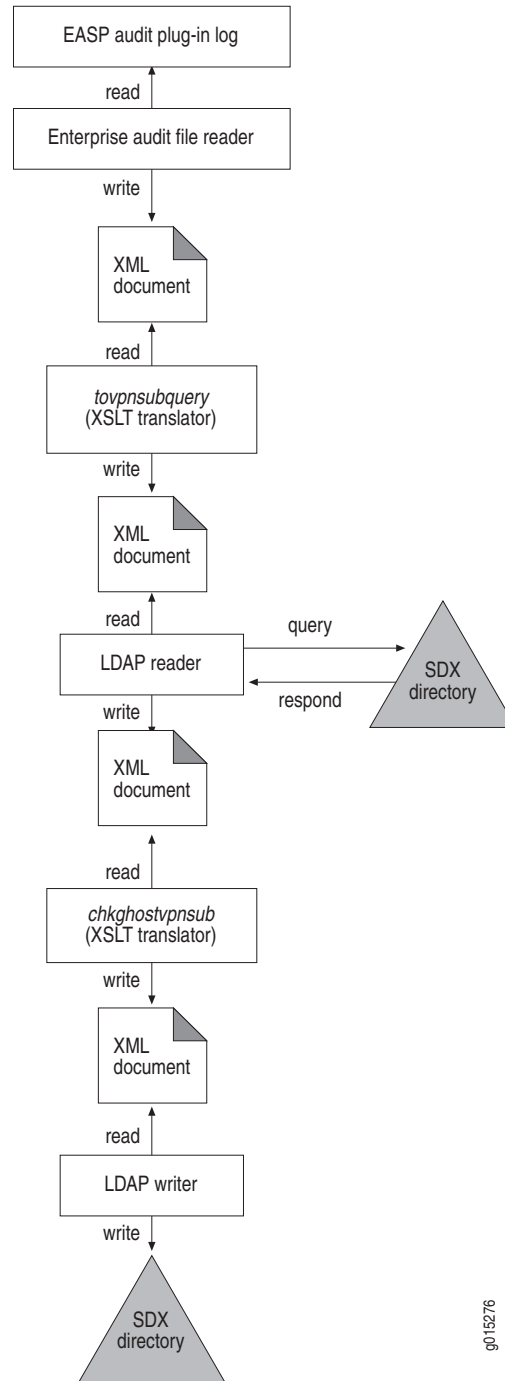 EASP audit plug-in log
read
Enterprise audit file reader
write
XML
document
read
tovpnsubquery
(XSLT translator)
write
XML
document
read
query
LDAP reader
SDX
directory
respond
write
XML
document
read
chkghostvpnsub
(XSLT translator)
write
XML
document
read
LDAP writer
write
SDX
directory
g015276